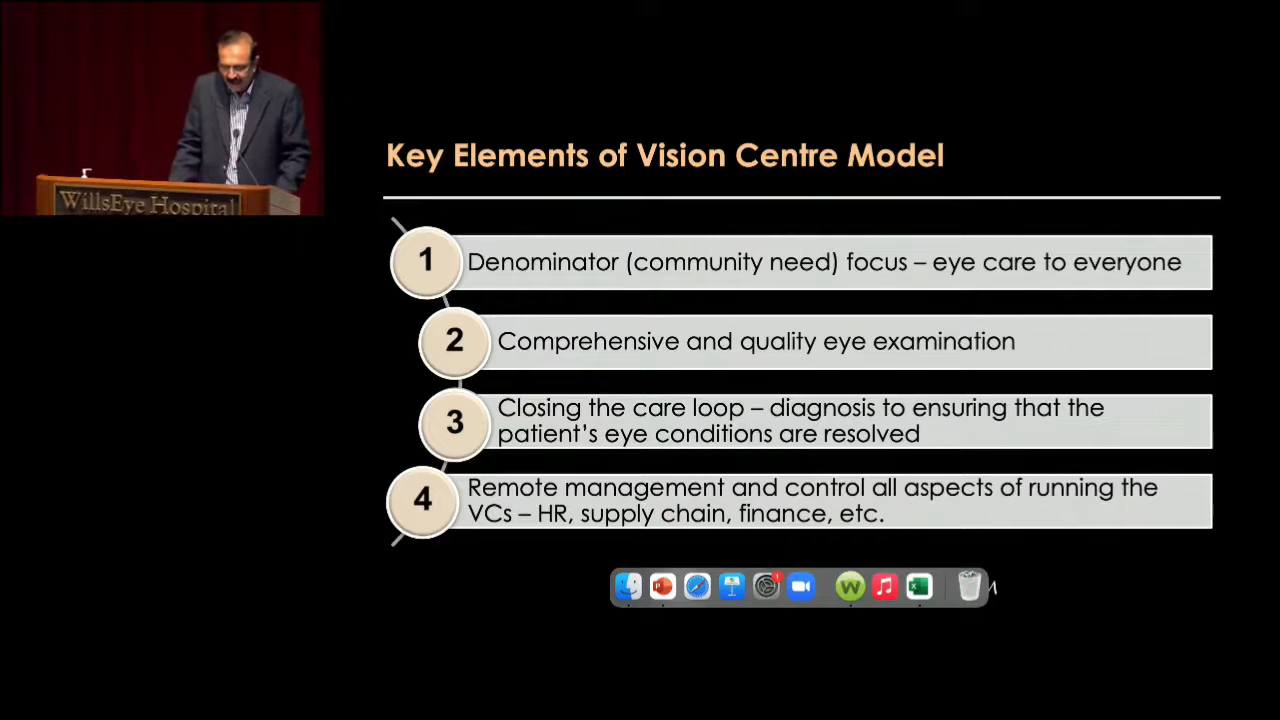 WillsEye Hospital
Key Elements of Vision Centre Model
1
Denominator (community need) focus – eye care to everyone
2
Comprehensive and quality eye examination
3
Closing the care loop – diagnosis to ensuring that the
patient’s eye conditions are resolved
4
Remote management and control all aspects of running the
VCs – HR, supply chain, finance, etc.